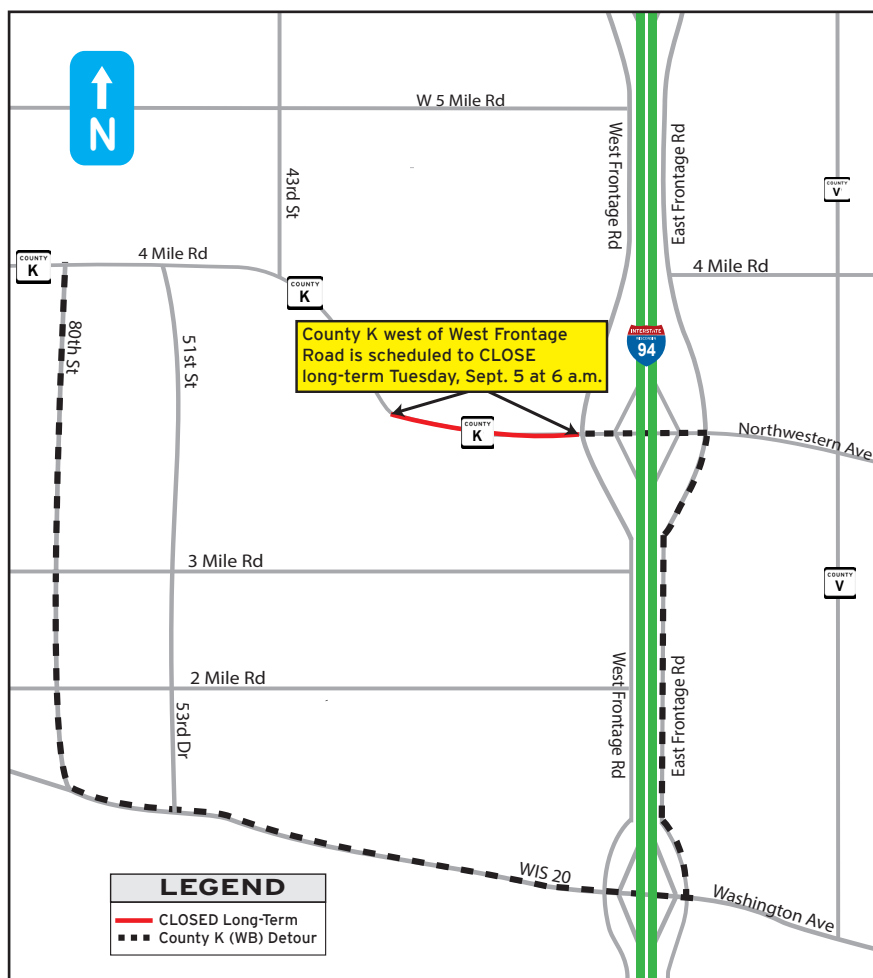 W 5 Mile Rd
N
West Frontage Rd
East Frontage Rd
COUNTY
V
43rd St
4 Mile Rd
COUNTY
K
COUNTY
K
4 Mile Rd
80th St
51st St
County K west of West Frontage
Road is scheduled to CLOSE
long-term Tuesday, Sept. 5 at 6 a.m.
INTERSTATE
WISCONSIN
94
COUNTY
K
Northwestern Ave
3 Mile Rd
COUNTY
V
2 Mile Rd
53rd Dr
West Frontage Rd
East Frontage Rd
WIS 20
Washington Ave
LEGEND
CLOSED Long-Term
County K (WB) Detour